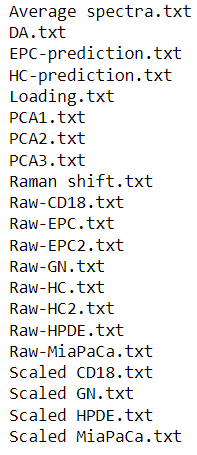 Average spectra.txt
DA.txt
EPC-prediction.txt
HC-prediction.txt
Loading.txt
PCA1.txt
PCA2.txt
PCA3.txt
Raman shift.txt
Raw-CD18.txt
Raw-EPC.txt
Raw-EPC2.txt
Raw-GN.txt
Raw-HC.txt
Raw-HC2.txt
Raw-HPDE.txt
Raw-MiaPaCa.txt
Scaled CD18.txt
Scaled GN.txt
Scaled HPDE.txt
Scaled MiaPaCa.txt